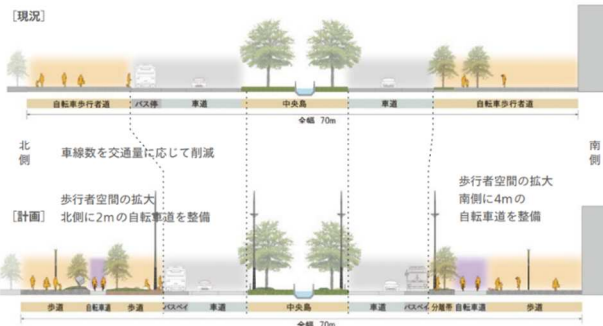 [現況]
自転車歩行者道 バス停 車道 中央島 車道 自転車歩行者道
全幅 70m
北側
車線数を交通量に応じて削減
南側
歩行者空間の拡大
北側に2mの自転車道を整備
歩行者空間の拡大
南側に4mの
自転車道を整備
[計画]
歩道 自転車道 歩道 バスベイ 車道 中央島 車道 バスベイ 分離帯 自転車道 歩道
全幅 70m